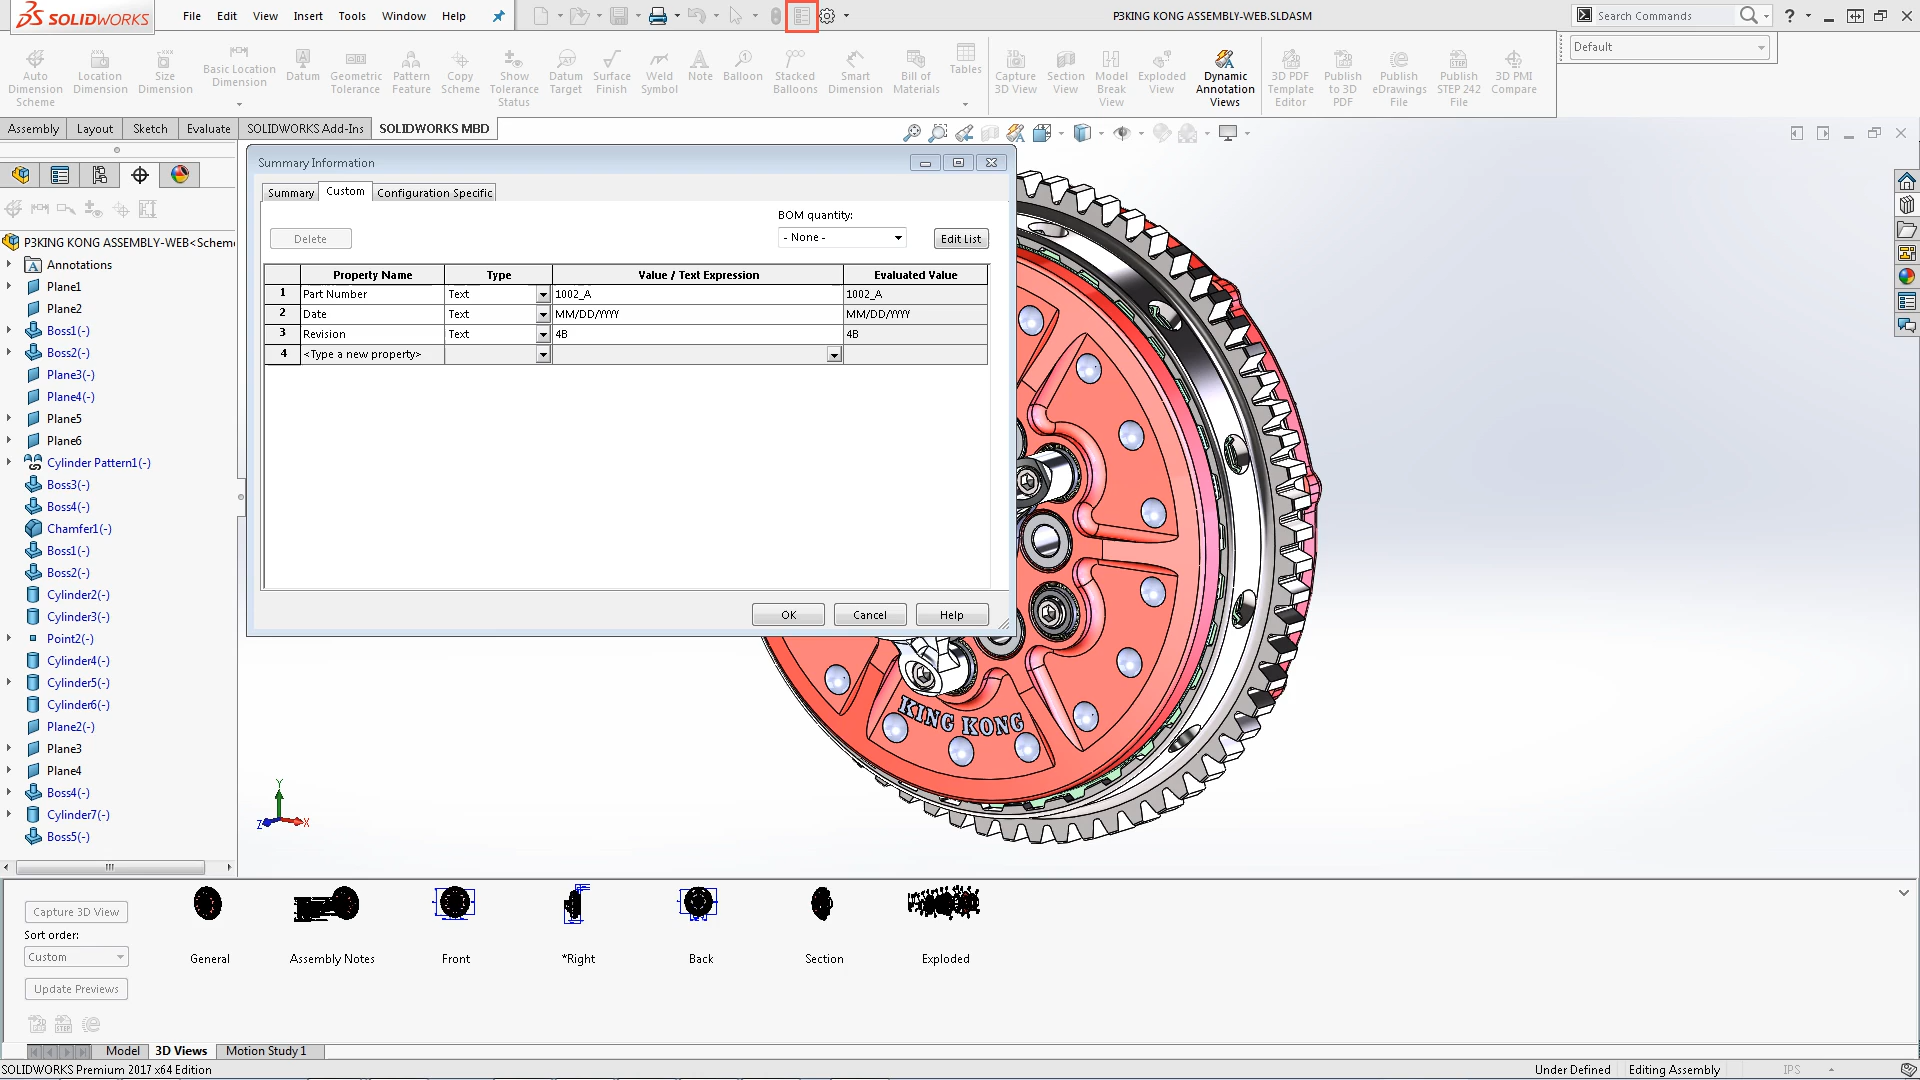 SOLIDWORKS
File Edit View Insert Tools Window Help
P3KING KONG ASSEMBLY-WEB.SLDASM
Search Commands
?
Default
Auto Dimension Scheme
Location Dimension
Size Dimension
Basic Location Dimension
Datum
Geometric Tolerance
Pattern Feature
Copy Scheme
Show Tolerance Status
Datum Target
Surface Finish
Weld Symbol
Note
Balloon
Stacked Balloons
Smart Dimension
Bill of Materials
Tables
Capture 3D View
Section View
Model Break View
Exploded View
Dynamic Annotation Views
3D PDF Template Editor
Publish to 3D PDF
Publish eDrawings File
Publish STEP 242 File
3D PMI Compare
Assembly Layout Sketch Evaluate SOLIDWORKS Add-Ins SOLIDWORKS MBD
Summary Information
Summary Custom Configuration Specific
BOM quantity:
Delete
- None -
Edit List
Property Name Type Value / Text Expression Evaluated Value
1 Part Number Text 1002_A 1002_A
2 Date Text MM/DD/YYYY MM/DD/YYYY
3 Revision Text 4B 4B
4 <Type a new property>
OK Cancel Help
P3KING KONG ASSEMBLY-WEB<Schem
Annotations
Plane1
Plane2
Boss1(-)
Boss2(-)
Plane3(-)
Plane4(-)
Plane5
Plane6
Cylinder Pattern1(-)
Boss3(-)
Boss4(-)
Chamfer1(-)
Boss1(-)
Boss2(-)
Cylinder2(-)
Cylinder3(-)
Point2(-)
Cylinder4(-)
Cylinder5(-)
Cylinder6(-)
Plane2(-)
Plane3
Plane4
Boss4(-)
Cylinder7(-)
Boss5(-)
KING KONG
Y
Z X
Capture 3D View
Sort order:
Custom
Update Previews
General Assembly Notes Front *Right Back Section Exploded
Model 3D Views Motion Study 1
SOLIDWORKS Premium 2017 x64 Edition
Under Defined Editing Assembly IPS